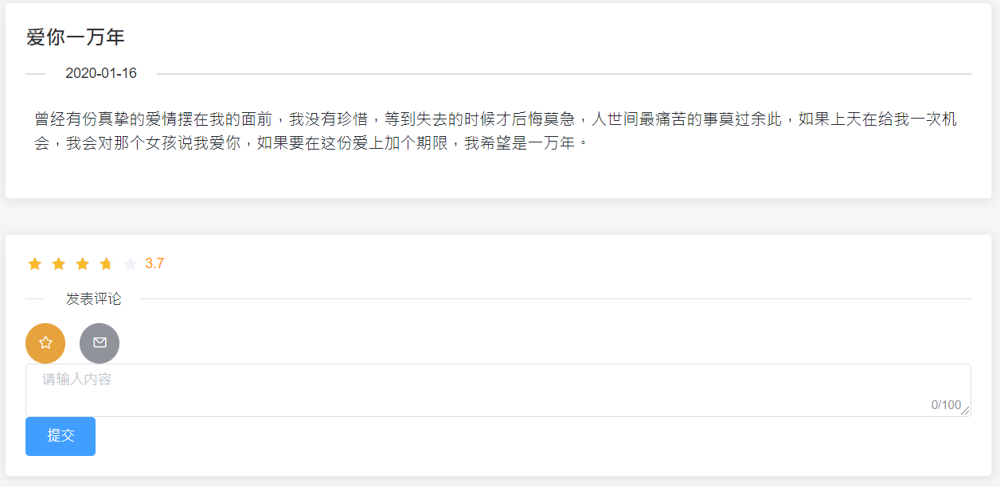 爱你一万年
2020-01-16
曾经有份真挚的爱情摆在我的面前，我没有珍惜，等到失去的时候才后悔莫急，人世间最痛苦的事莫过余此，如果上天在给我一次机
会，我会对那个女孩说我爱你，如果要在这份爱上加个期限，我希望是一万年。
3.7
发表评论
请输入内容
0/100
提交